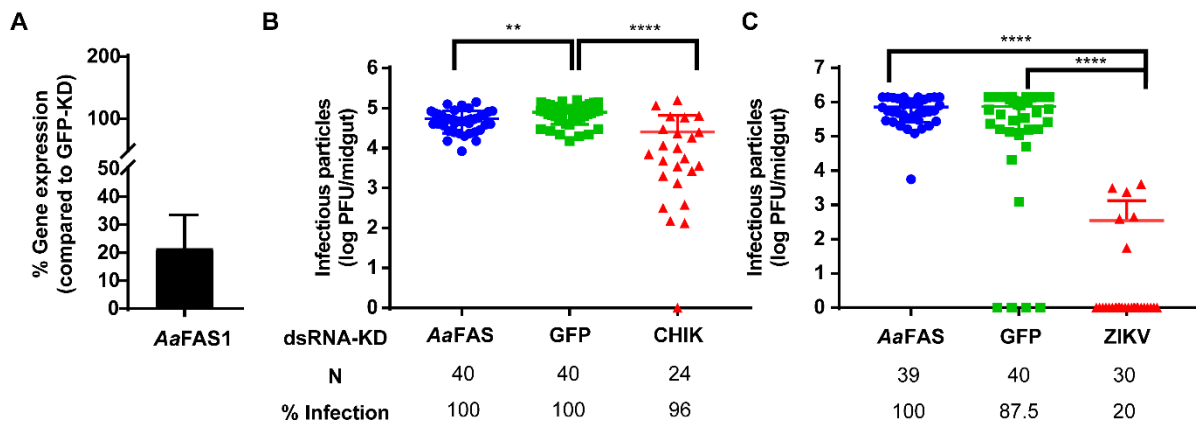 A
% Gene expression
(compared to GFP-KD)
200
100
50
40
30
20
10
0
AaFAS1
B
**
****
Infectious particles
(log PFU/midgut)
6
5
4
3
2
1
0
dsRNA-KD AaFAS GFP CHIK
N 40 40 24
% Infection 100 100 96
C
****
****
Infectious particles
(log PFU/midgut)
7
6
5
4
3
2
1
0
AaFAS GFP ZIKV
39 40 30
100 87.5 20